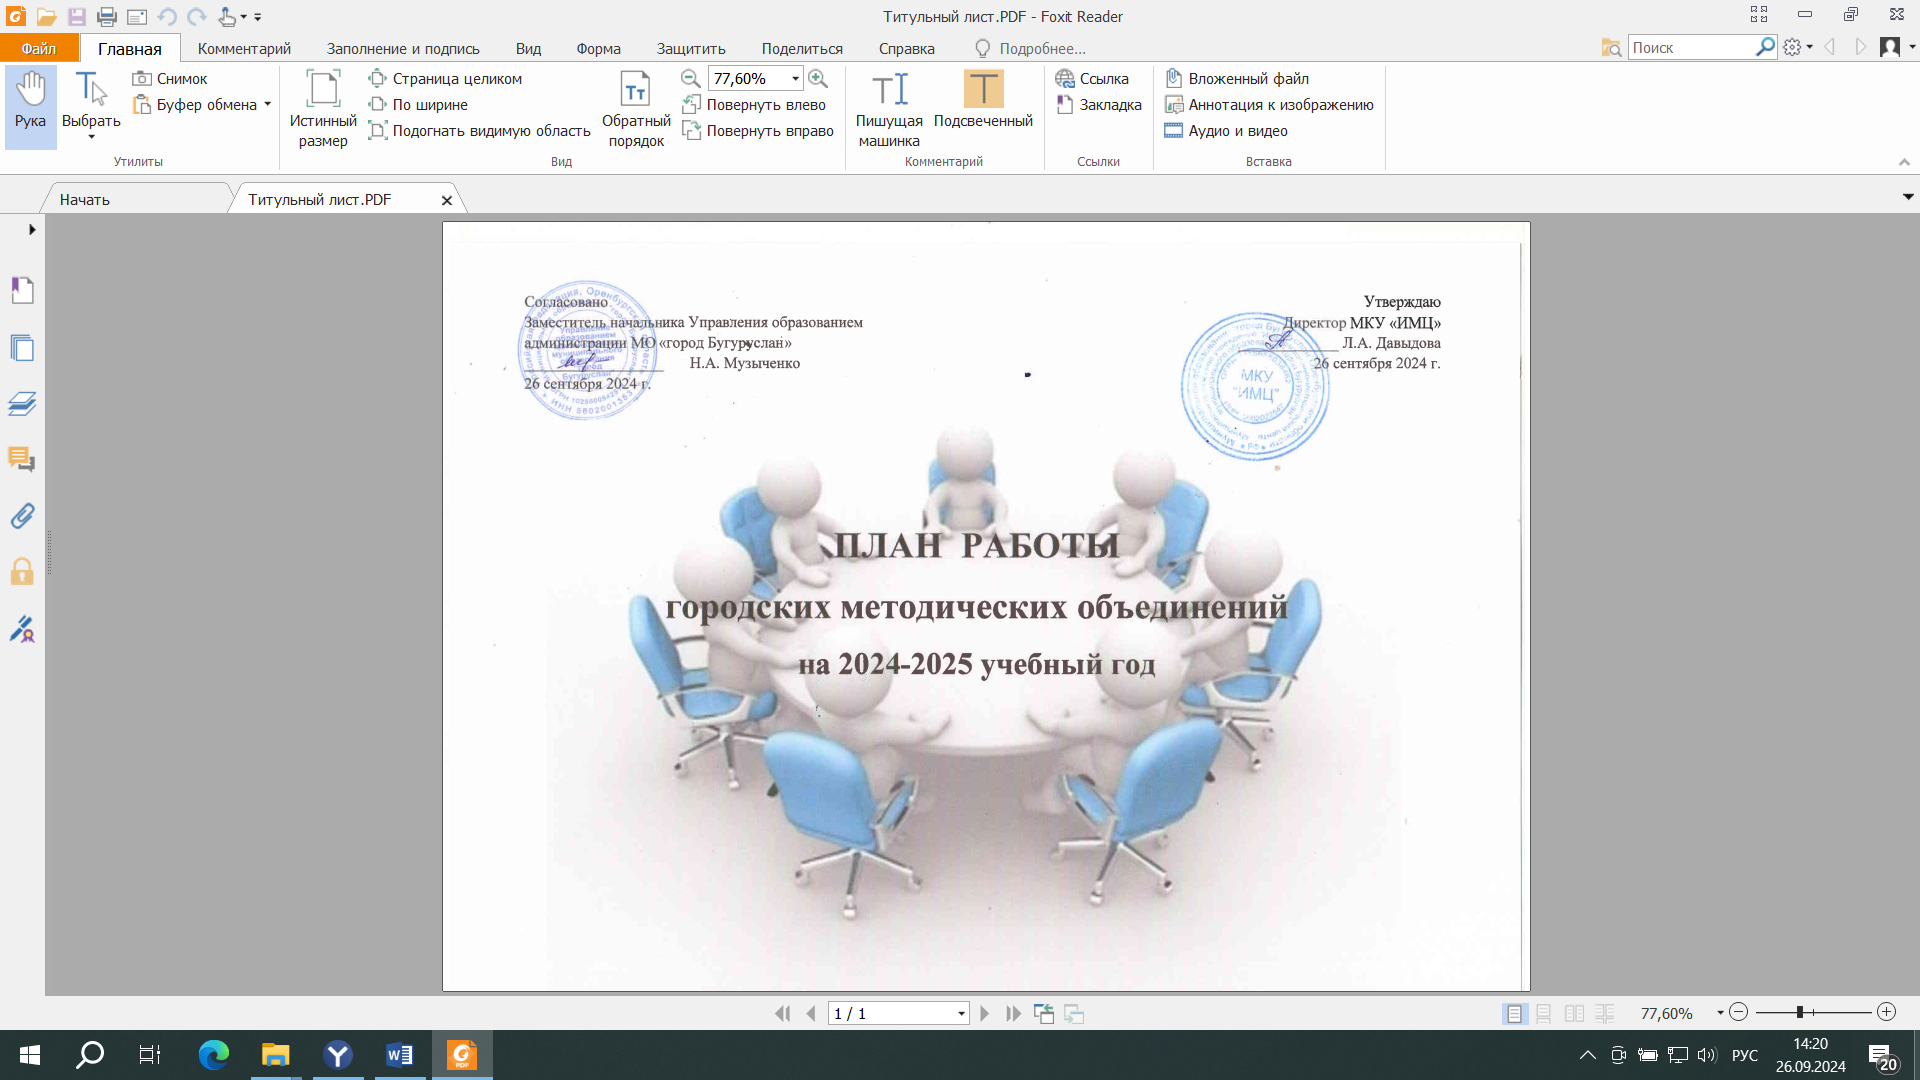 Титульный лист.PDF - Foxit Reader
Файл Главная Комментарий Заполнение и подпись Вид Форма Защитить Поделиться Справка Подробнее... Поиск
Рука
Выбрать
Снимок
Буфер обмена
Утилиты
Истинный размер
Страница целиком
По ширине
Подогнать видимую область
Обратный порядок
77,60%
Повернуть влево
Повернуть вправо
Вид
Пишущая машинка
Подсвеченный
Комментарий
Ссылка
Закладка
Ссылки
Вложенный файл
Аннотация к изображению
Аудио и видео
Вставка
Начать
Титульный лист.PDF
Согласовано
Заместитель начальника Управления образованием
администрации МО «город Бугуруслан»
Н.А. Музыченко
26 сентября 2024 г.
Утверждаю
Директор МКУ «ИМЦ»
Л.А. Давыдова
26 сентября 2024 г.
МКУ
"ИМЦ"
ПЛАН РАБОТЫ
городских методических объединений
на 2024-2025 учебный год
1 / 1
77,60%
РУС
14:20
26.09.2024
20